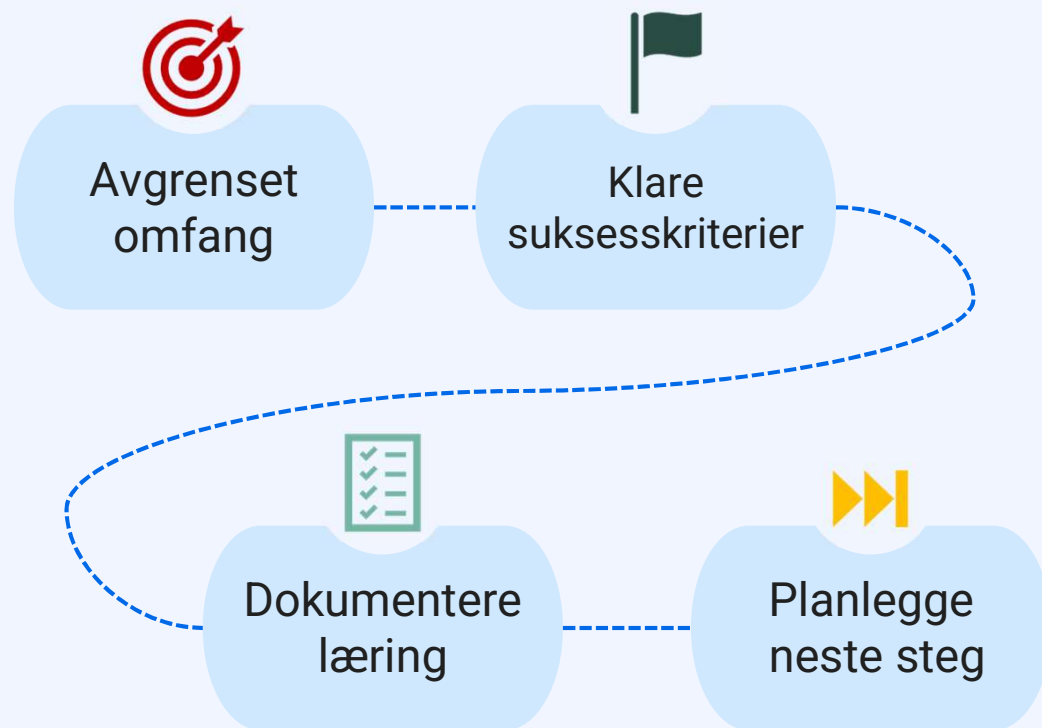 Avgrenset
omfang
Klare
suksesskriterier
Dokumentere
læring
Planlegge
neste steg